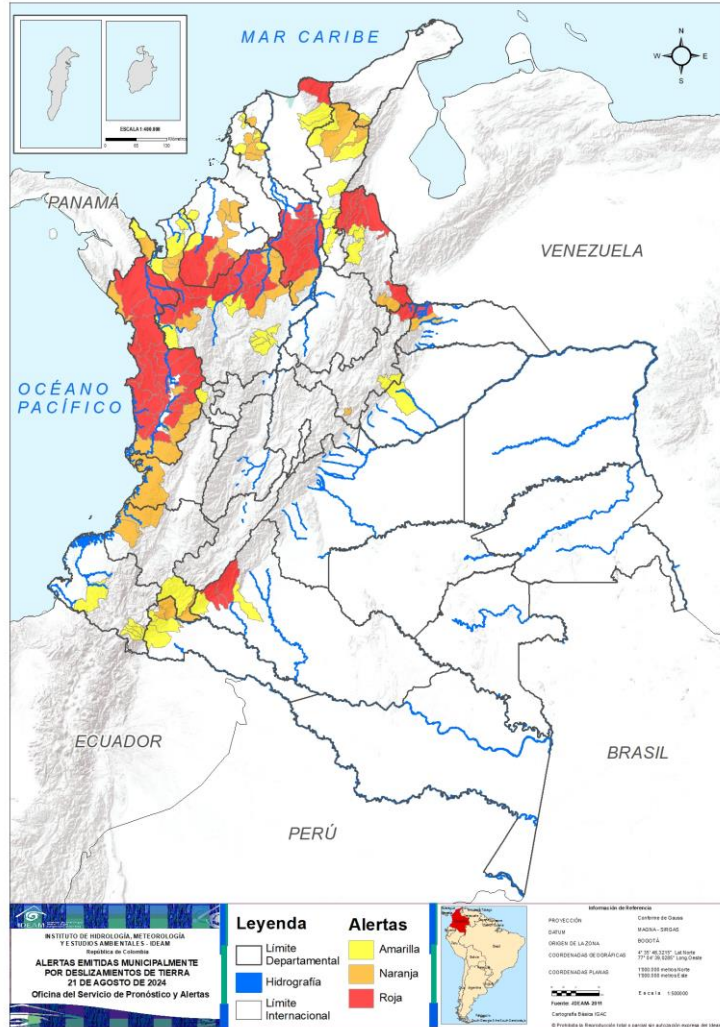 MAR CARIBE
N
W
E
S
ESCALA 1:400.000
PANAMÁ
VENEZUELA
OCÉANO
PACÍFICO
ECUADOR
BRASIL
PERÚ
IDEAM
INSTITUTO DE HIDROLOGÍA, METEOROLOGÍA
Y ESTUDIOS AMBIENTALES - IDEAM
República de Colombia
ALERTAS EMITIDAS MUNICIPALMENTE
POR DESLIZAMIENTOS DE TIERRA
21 DE AGOSTO DE 2024
Oficina del Servicio de Pronóstico y Alertas
Leyenda
Límite
Departamental
Hidrografía
Límite
Internacional
Alertas
Amarilla
Naranja
Roja
Información de Referencia
PROYECCIÓN
Conforme de Gauss
DATUM
MAGNA - SIRGAS
ORIGEN DE LA ZONA
BOGOTÁ
COORDENADAS GEOGRÁFICAS
COORDENADAS PLANAS
Fuente: IDEAM 2011
Cartografía Básica IGAC